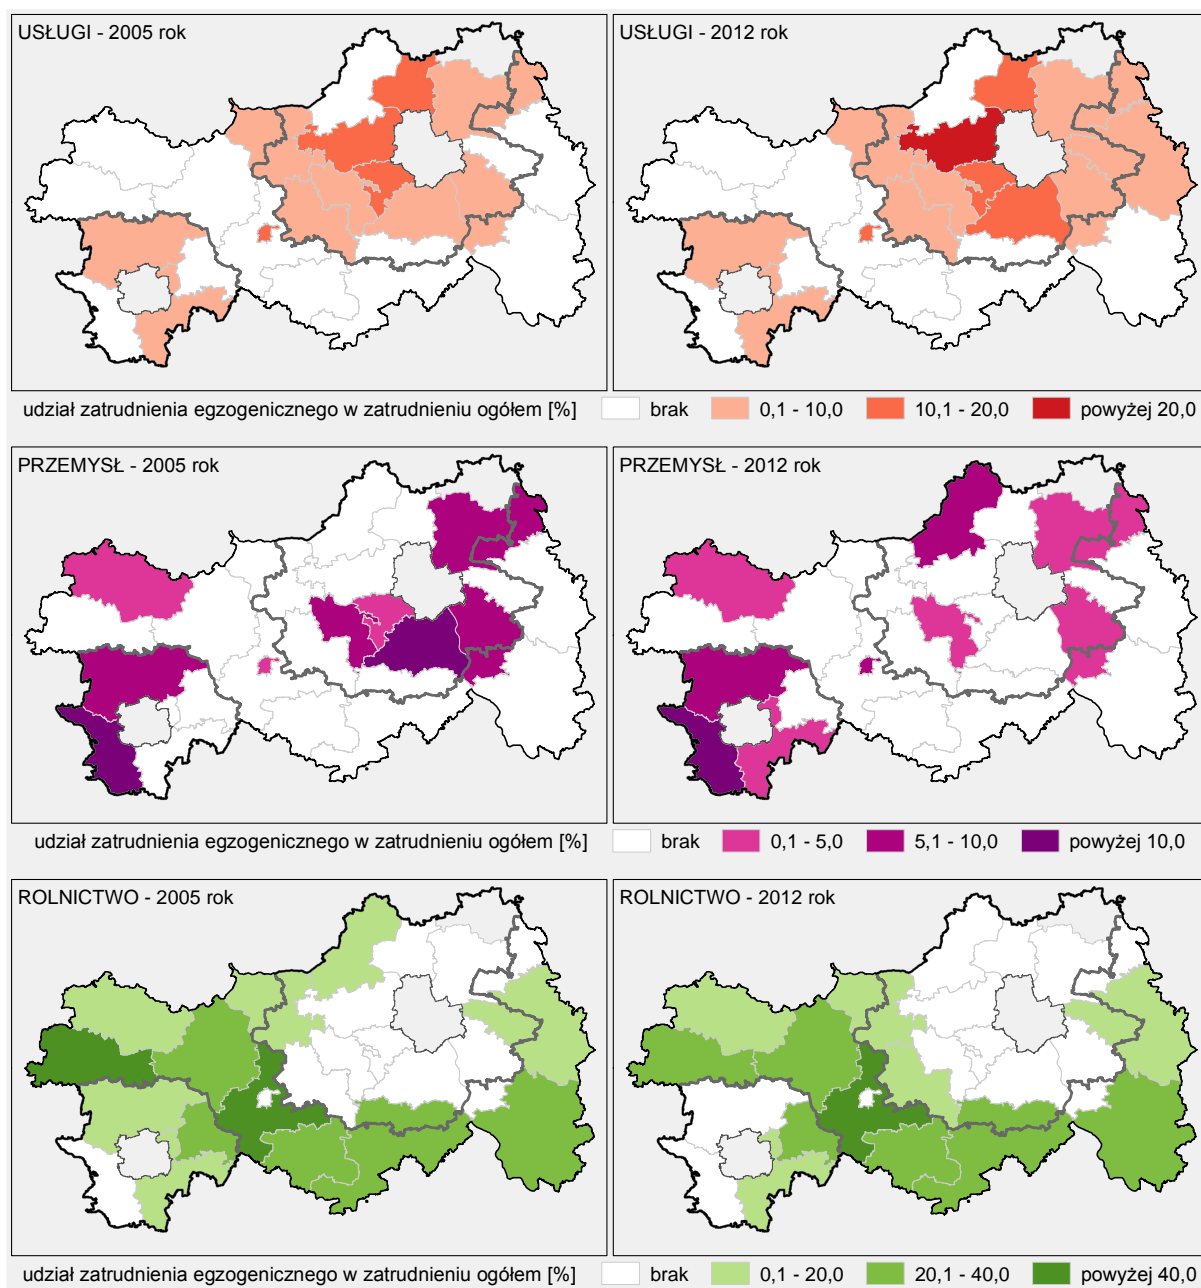 USŁUGI - 2005 rok
USŁUGI - 2012 rok
udział zatrudnienia egzogenicznego w zatrudnieniu ogółem [%] brak 0,1 - 10,0 10,1 - 20,0 powyżej 20,0
PRZEMYSŁ - 2005 rok
PRZEMYSŁ - 2012 rok
udział zatrudnienia egzogenicznego w zatrudnieniu ogółem [%] brak 0,1 - 5,0 5,1 - 10,0 powyżej 10,0
ROLNICTWO - 2005 rok
ROLNICTWO - 2012 rok
udział zatrudnienia egzogenicznego w zatrudnieniu ogółem [%] brak 0,1 - 20,0 20,1 - 40,0 powyżej 40,0